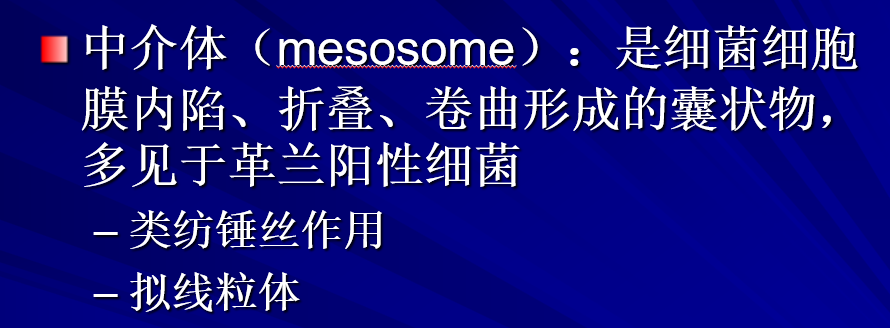 中介体（mesosome）：是细菌细胞
膜内陷、折叠、卷曲形成的囊状物，
多见于革兰阳性细菌
– 类纺锤丝作用
– 拟线粒体